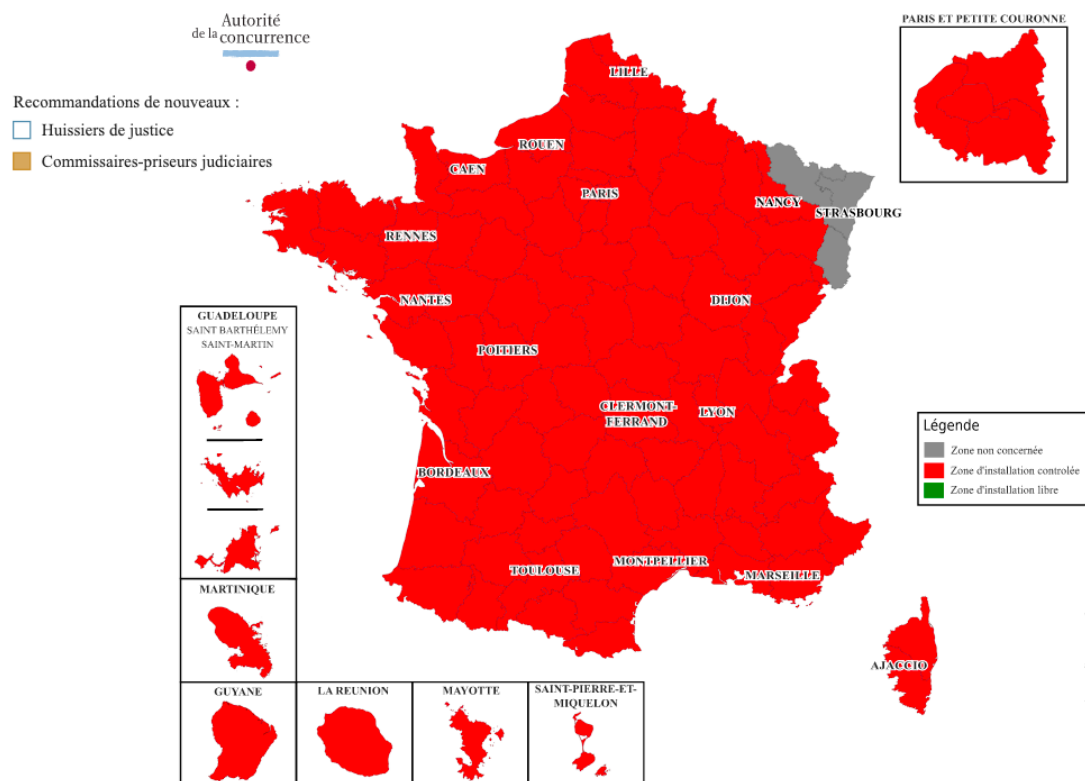 Autorité
de la concurrence
PARIS ET PETITE COURONNE
Recommandations de nouveaux :
Huissiers de justice
Commissaires-priseurs judiciaires
LILLE
ROUEN
CAEN
PARIS
NANCY
STRASBOURG
RENNES
NANTES
DIJON
POITIERS
CLERMONT-
FERRAND
LYON
BORDEAUX
TOULOUSE
MONTPELLIER
MARSEILLE
AJACCIO
GUADELOUPE
SAINT BARTHÉLEMY
SAINT-MARTIN
MARTINIQUE
GUYANE
LA REUNION
MAYOTTE
SAINT-PIERRE-ET-
MIQUELON
Légende
Zone non concernée
Zone d'installation controlée
Zone d'installation libre